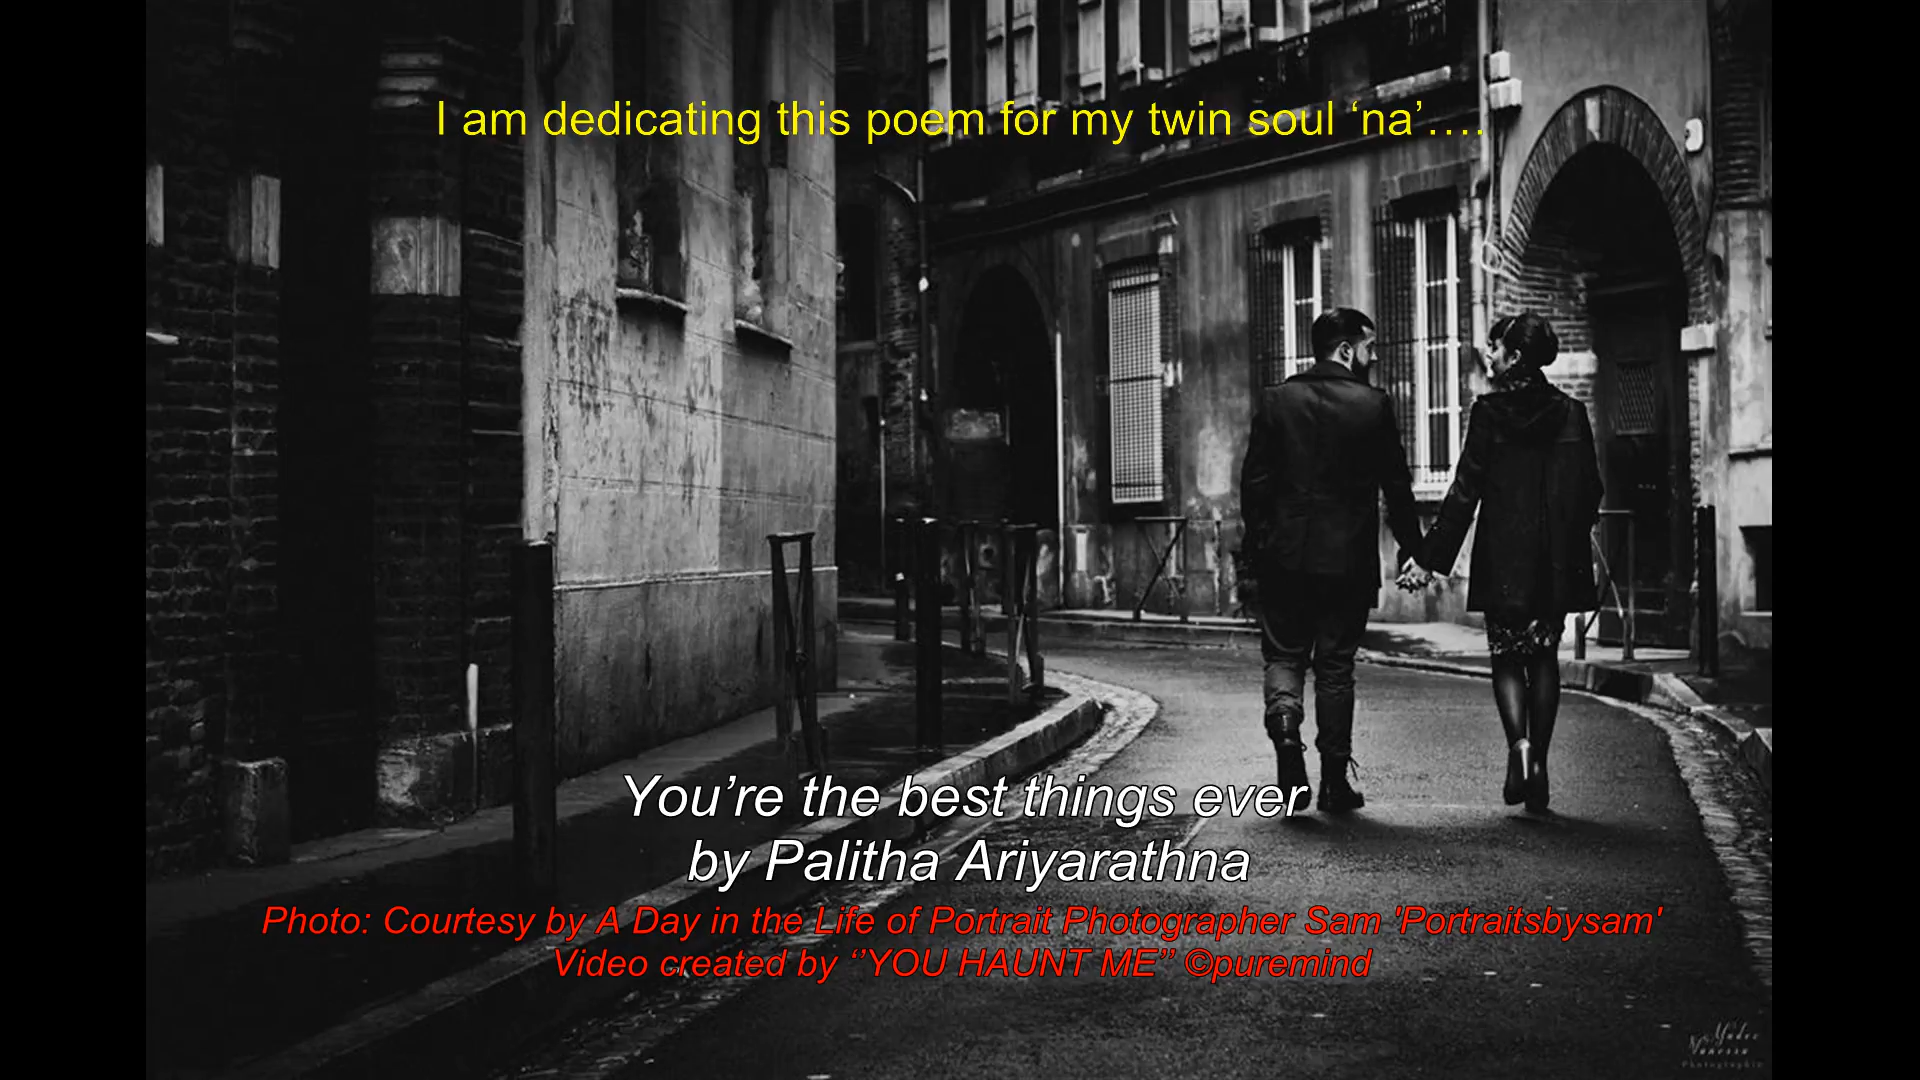 I am dedicating this poem for my twin soul ‘na’….
You’re the best things ever
by Palitha Ariyarathna
Photo: Courtesy by A Day in the Life of Portrait Photographer Sam 'Portraitsbysam'
Video created by ‘’YOU HAUNT ME’’ ©puremind
Photographie